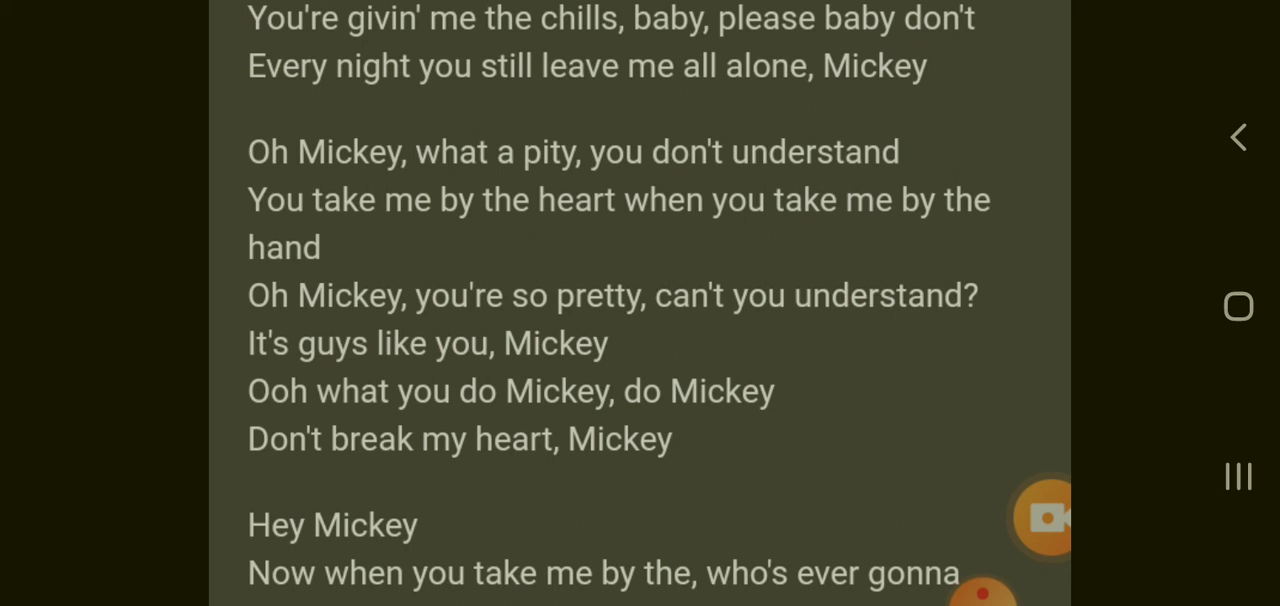 You're givin' me the chills, baby, please baby don't
Every night you still leave me all alone, Mickey
Oh Mickey, what a pity, you don't understand
You take me by the heart when you take me by the
hand
Oh Mickey, you're so pretty, can't you understand?
It's guys like you, Mickey
Ooh what you do Mickey, do Mickey
Don't break my heart, Mickey
Hey Mickey
Now when you take me by the, who's ever gonna